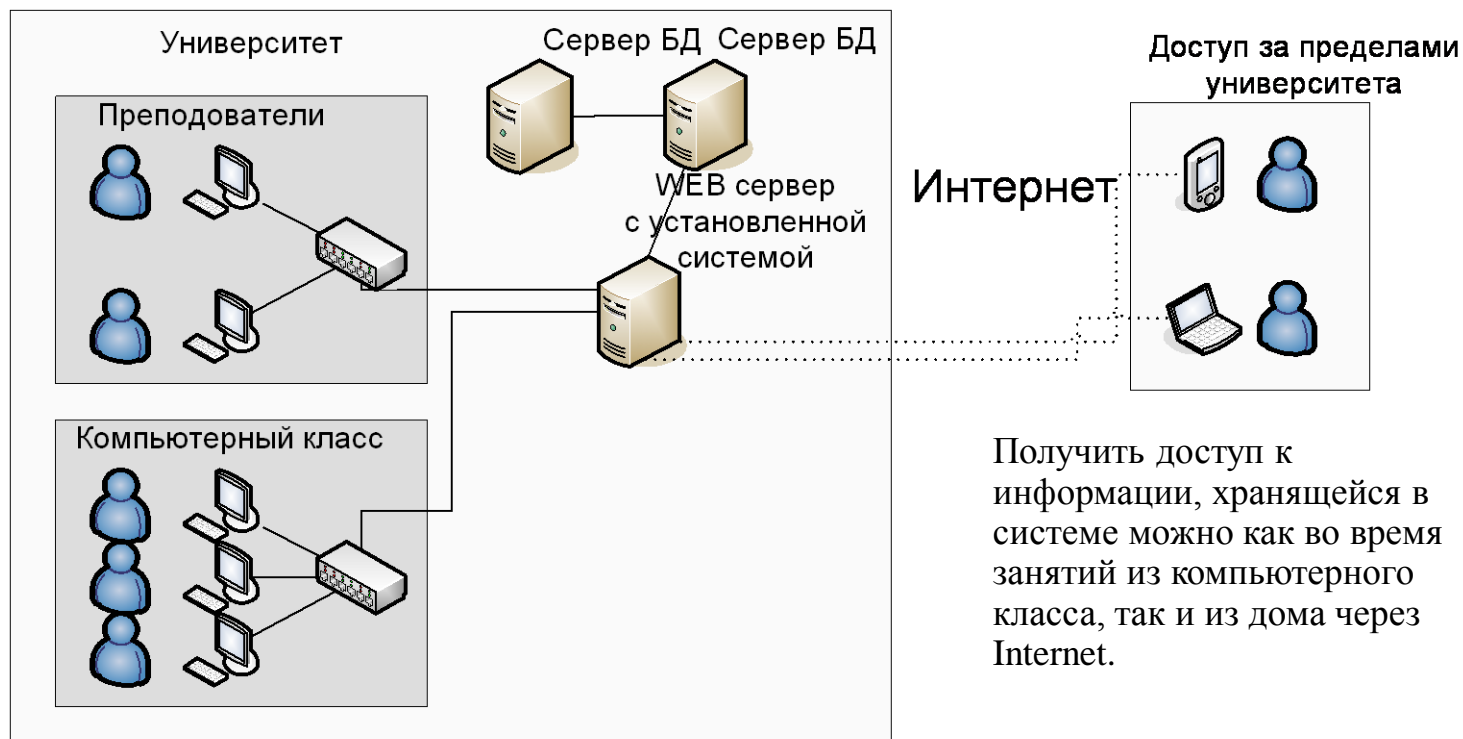 Университет
Сервер БД Сервер БД
Доступ за пределами
университета
Преподователи
WEB сервер
с установленной
системой
Интернет
Компьютерный класс
Получить доступ к
информации, хранящейся в
системе можно как во время
занятий из компьютерного
класса, так и из дома через
Internet.